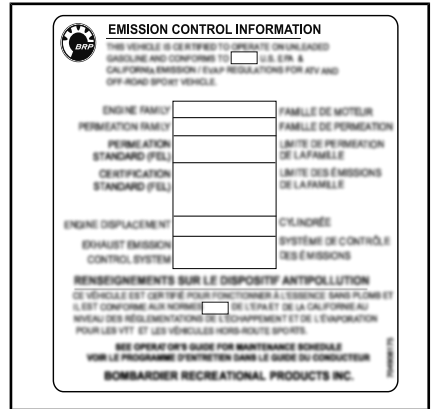 BRP
EMISSION CONTROL INFORMATION
THIS VEHICLE IS CERTIFIED TO OPERATE ON UNLEADED
GASOLINE AND CONFORMS TO U.S. EPA &
CALIFORNIA EMISSION / EVAP REGULATIONS FOR ATV AND
OFF-ROAD SPORT VEHICLE.
ENGINE FAMILY FAMILLE DE MOTEUR
PERMEATION FAMILY FAMILLE DE PERMEATION
PERMEATION LIMITE DE PERMEATION
STANDARD (FEL) DE LA FAMILLE
CERTIFICATION LIMITE DES ÉMISSIONS
STANDARD (FEL) DE LA FAMILLE
ENGINE DISPLACEMENT CYLINDRÉE
EXHAUST EMISSION SYSTÈME DE CONTRÔLE
CONTROL SYSTEM DES ÉMISSIONS
RENSEIGNEMENTS SUR LE DISPOSITIF ANTIPOLLUTION
CE VÉHICULE EST CERTIFIÉ POUR FONCTIONNER À L'ESSENCE SANS PLOMB ET
IL EST CONFORME AUX NORMES DE L'EPA ET DE LA CALIFORNIE AU
NIVEAU DES RÉGLEMENTATIONS DE L'ÉCHAPPEMENT ET DE L'ÉVAPORATION
POUR LES VTT ET LES VÉHICULES HORS-ROUTE SPORTS.
SEE OPERATOR'S GUIDE FOR MAINTENANCE SCHEDULE
VOIR LE PROGRAMME D'ENTRETIEN DANS LE GUIDE DU CONDUCTEUR
BOMBARDIER RECREATIONAL PRODUCTS INC.